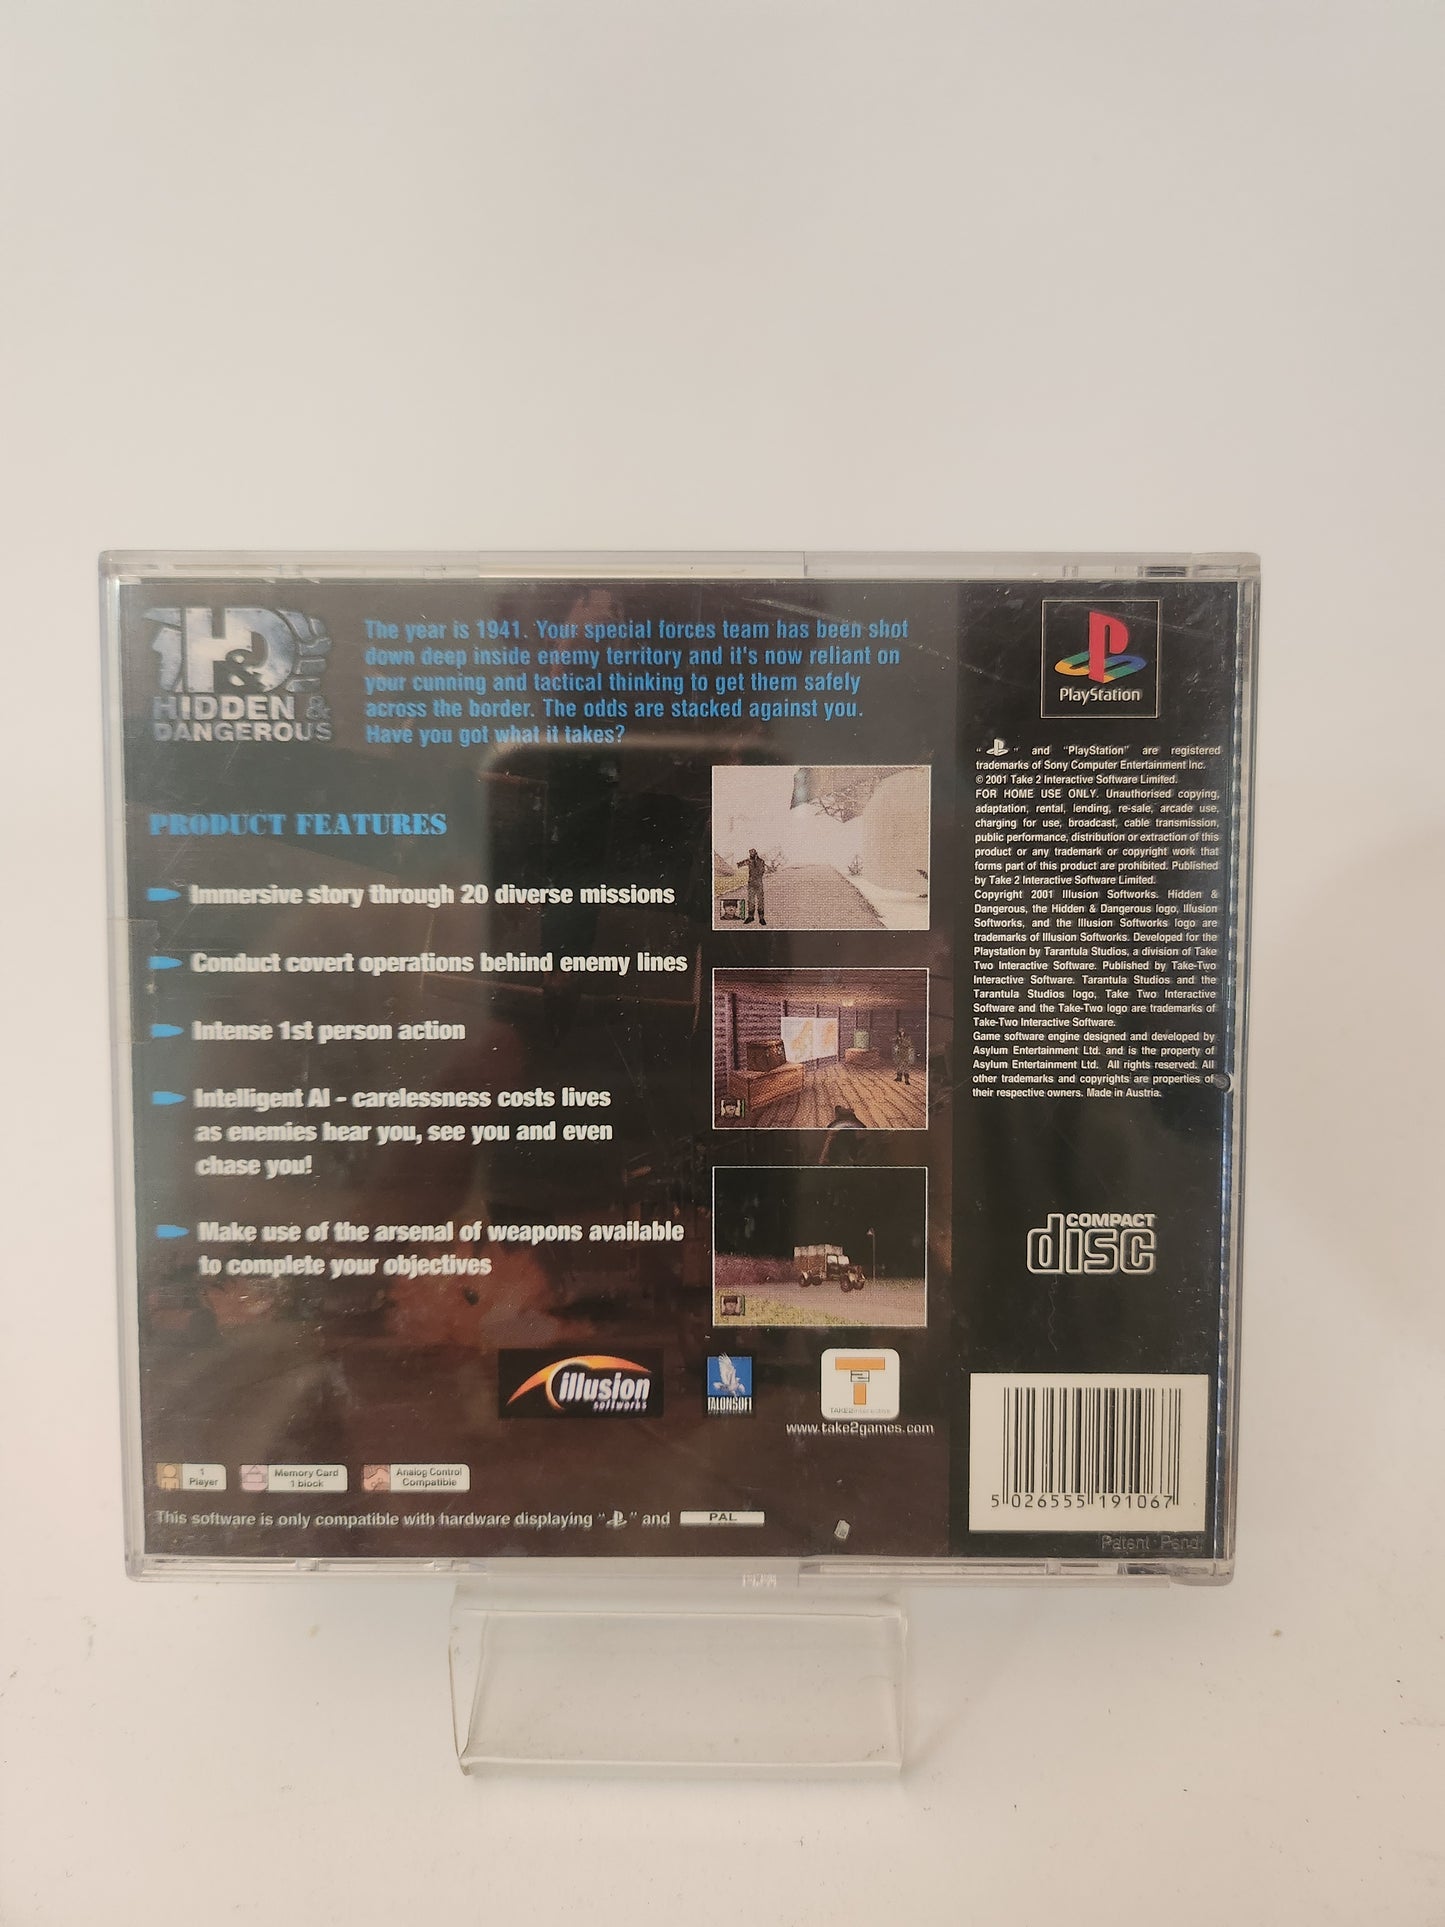 H&D
HIDDEN &
DANGEROUS
The year is 1941. Your special forces team has been shot
down deep inside enemy territory and it's now reliant on
your cunning and tactical thinking to get them safely
across the border. The odds are stacked against you.
Have you got what it takes?
PRODUCT FEATURES
Immersive story through 20 diverse missions
Conduct covert operations behind enemy lines
Intense 1st person action
Intelligent AI - carelessness costs lives
as enemies hear you, see you and even
chase you!
Make use of the arsenal of weapons available
to complete your objectives
illusion
softworks
TALONSOFT
T
TAKE2 Interactive
www.take2games.com
1
Player
Memory Card
1 block
Analog Control
Compatible
This software is only compatible with hardware displaying " " and PAL
PlayStation
" " and "PlayStation" are registered
trademarks of Sony Computer Entertainment Inc.
© 2001 Take 2 Interactive Software Limited.
FOR HOME USE ONLY. Unauthorised copying,
adaptation, rental, lending, re-sale, arcade use,
charging for use, broadcast, cable transmission,
public performance, distribution or extraction of this
product or any trademark or copyright work that
forms part of this product are prohibited. Published
by Take 2 Interactive Software Limited.
Copyright 2001 Illusion Softworks. Hidden &
Dangerous, the Hidden & Dangerous logo, Illusion
Softworks, and the Illusion Softworks logo are
trademarks of Illusion Softworks. Developed for the
Playstation by Tarantula Studios, a division of Take
Two Interactive Software. Published by Take-Two
Interactive Software. Tarantula Studios and the
Tarantula Studios logo, Take Two Interactive
Software and the Take-Two logo are trademarks of
Take-Two Interactive Software.
Game software engine designed and developed by
Asylum Entertainment Ltd. and is the property of
Asylum Entertainment Ltd. All rights reserved. All
other trademarks and copyrights are properties of
their respective owners. Made in Austria.
COMPACT
disc
5 026555 191067
Patent Pend.